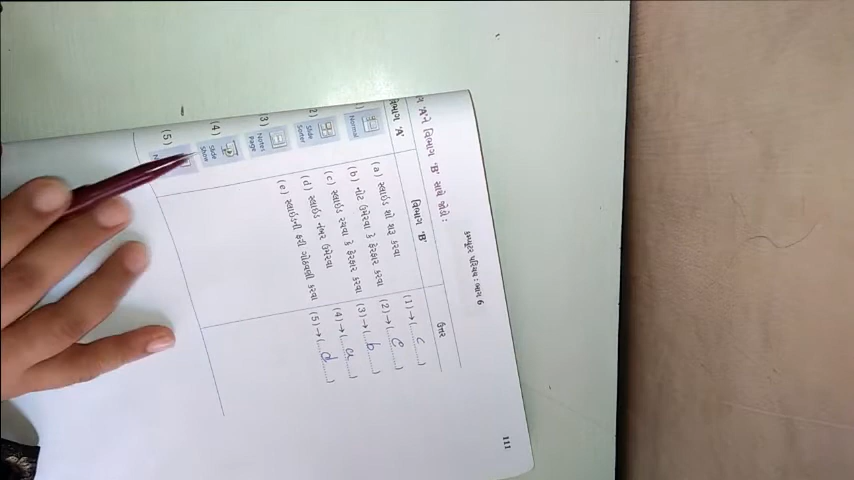 કમ્પ્યુટર પરિચય : ભાગ 6
'A'ને વિભાગ 'B' સાથે જોડો :
વિભાગ 'A'
વિભાગ 'B'
ઉત્તર
Normal
(a) સ્લાઇડ શો શરૂ કરવા
(1) → (....c....)
2) Slide Sorter
(b) નોટ ઉમેરવા કે ફેરફાર કરવા
(2) → (....e....)
3) Notes Page
(c) સ્લાઇડ રચવા કે ફેરફાર કરવા
(3) → (....b....)
(4) Slide Show
(d) સ્લાઇડ નંબર ઉમેરવા
(4) → (....a....)
(5)
(e) સ્લાઇડની ફરી ગોઠવણી કરવા
(5) → (....d....)
111